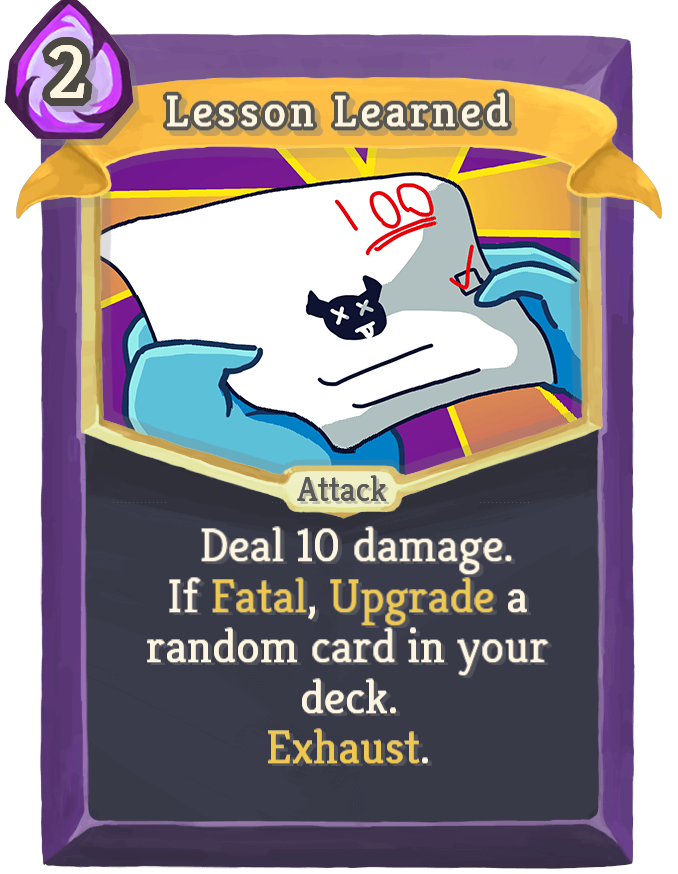 2
Lesson Learned
100
Attack
Deal 10 damage.
If Fatal, Upgrade a
random card in your
deck.
Exhaust.